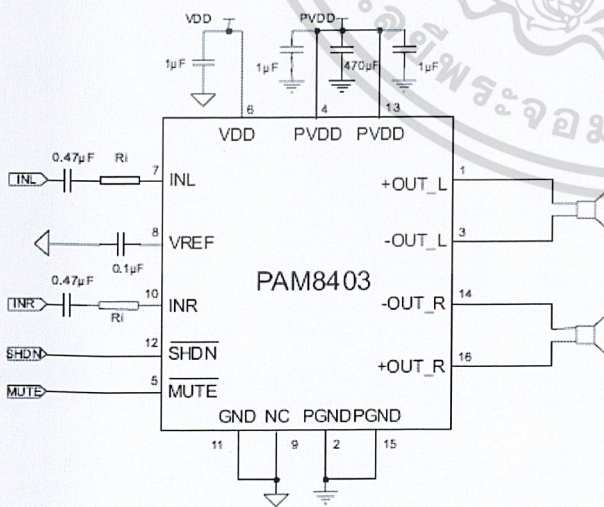 VDD PVDD
1µF 1µF 470µF 1µF
6 4 13
VDD PVDD PVDD
0.47µF Ri
INL 7 INL +OUT_L 1
8 VREF -OUT_L 3
0.1µF
PAM8403
0.47µF
INR 10 INR -OUT_R 14
Ri
SHDN 12 SHDN +OUT_R 16
MUTE 5 MUTE
GND NC PGND PGND
11 9 2 15